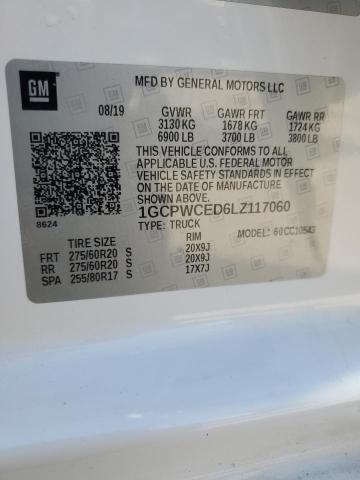 GM
MFD BY GENERAL MOTORS LLC
08/19 GVWR GAWR FRT GAWR RR
3130 KG 1678 KG 1724 KG
6900 LB 3700 LB 3800 LB
THIS VEHICLE CONFORMS TO ALL
APPLICABLE U.S. FEDERAL MOTOR
VEHICLE SAFETY STANDARDS IN EFFECT
ON THE DATE OF MANUFACTURE
SHOWN ABOVE.
8624
1GCPWCED6LZ117060
TYPE: TRUCK MODEL: 60CC10543
TIRE SIZE RIM
FRT 275/60R20 S 20X9J
RR 275/60R20 S 20X9J
SPA 255/80R17 S 17X7J